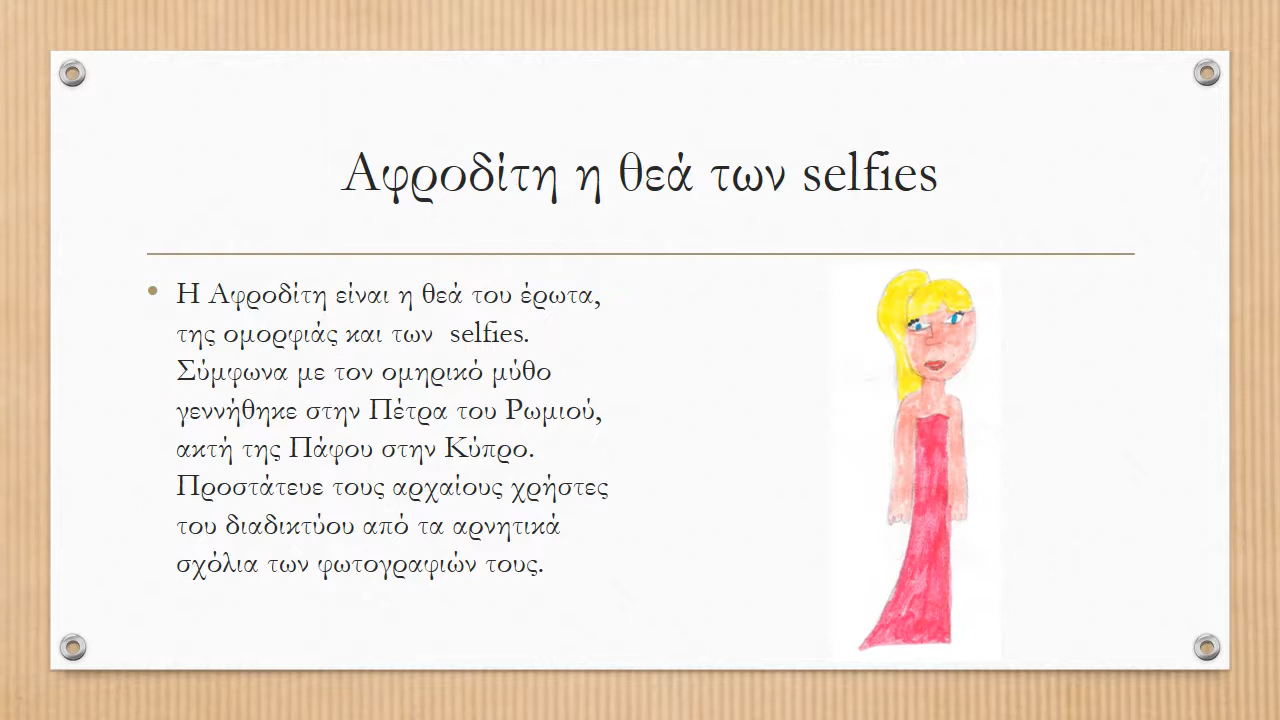 Αφροδίτη η θεά των selfies
• Η Αφροδίτη είναι η θεά του έρωτα,
της ομορφιάς και των  selfies.
Σύμφωνα με τον ομηρικό μύθο
γεννήθηκε στην Πέτρα του Ρωμιού,
ακτή της Πάφου στην Κύπρο.
Προστάτευε τους αρχαίους χρήστες
του διαδικτύου από τα αρνητικά
σχόλια των φωτογραφιών τους.